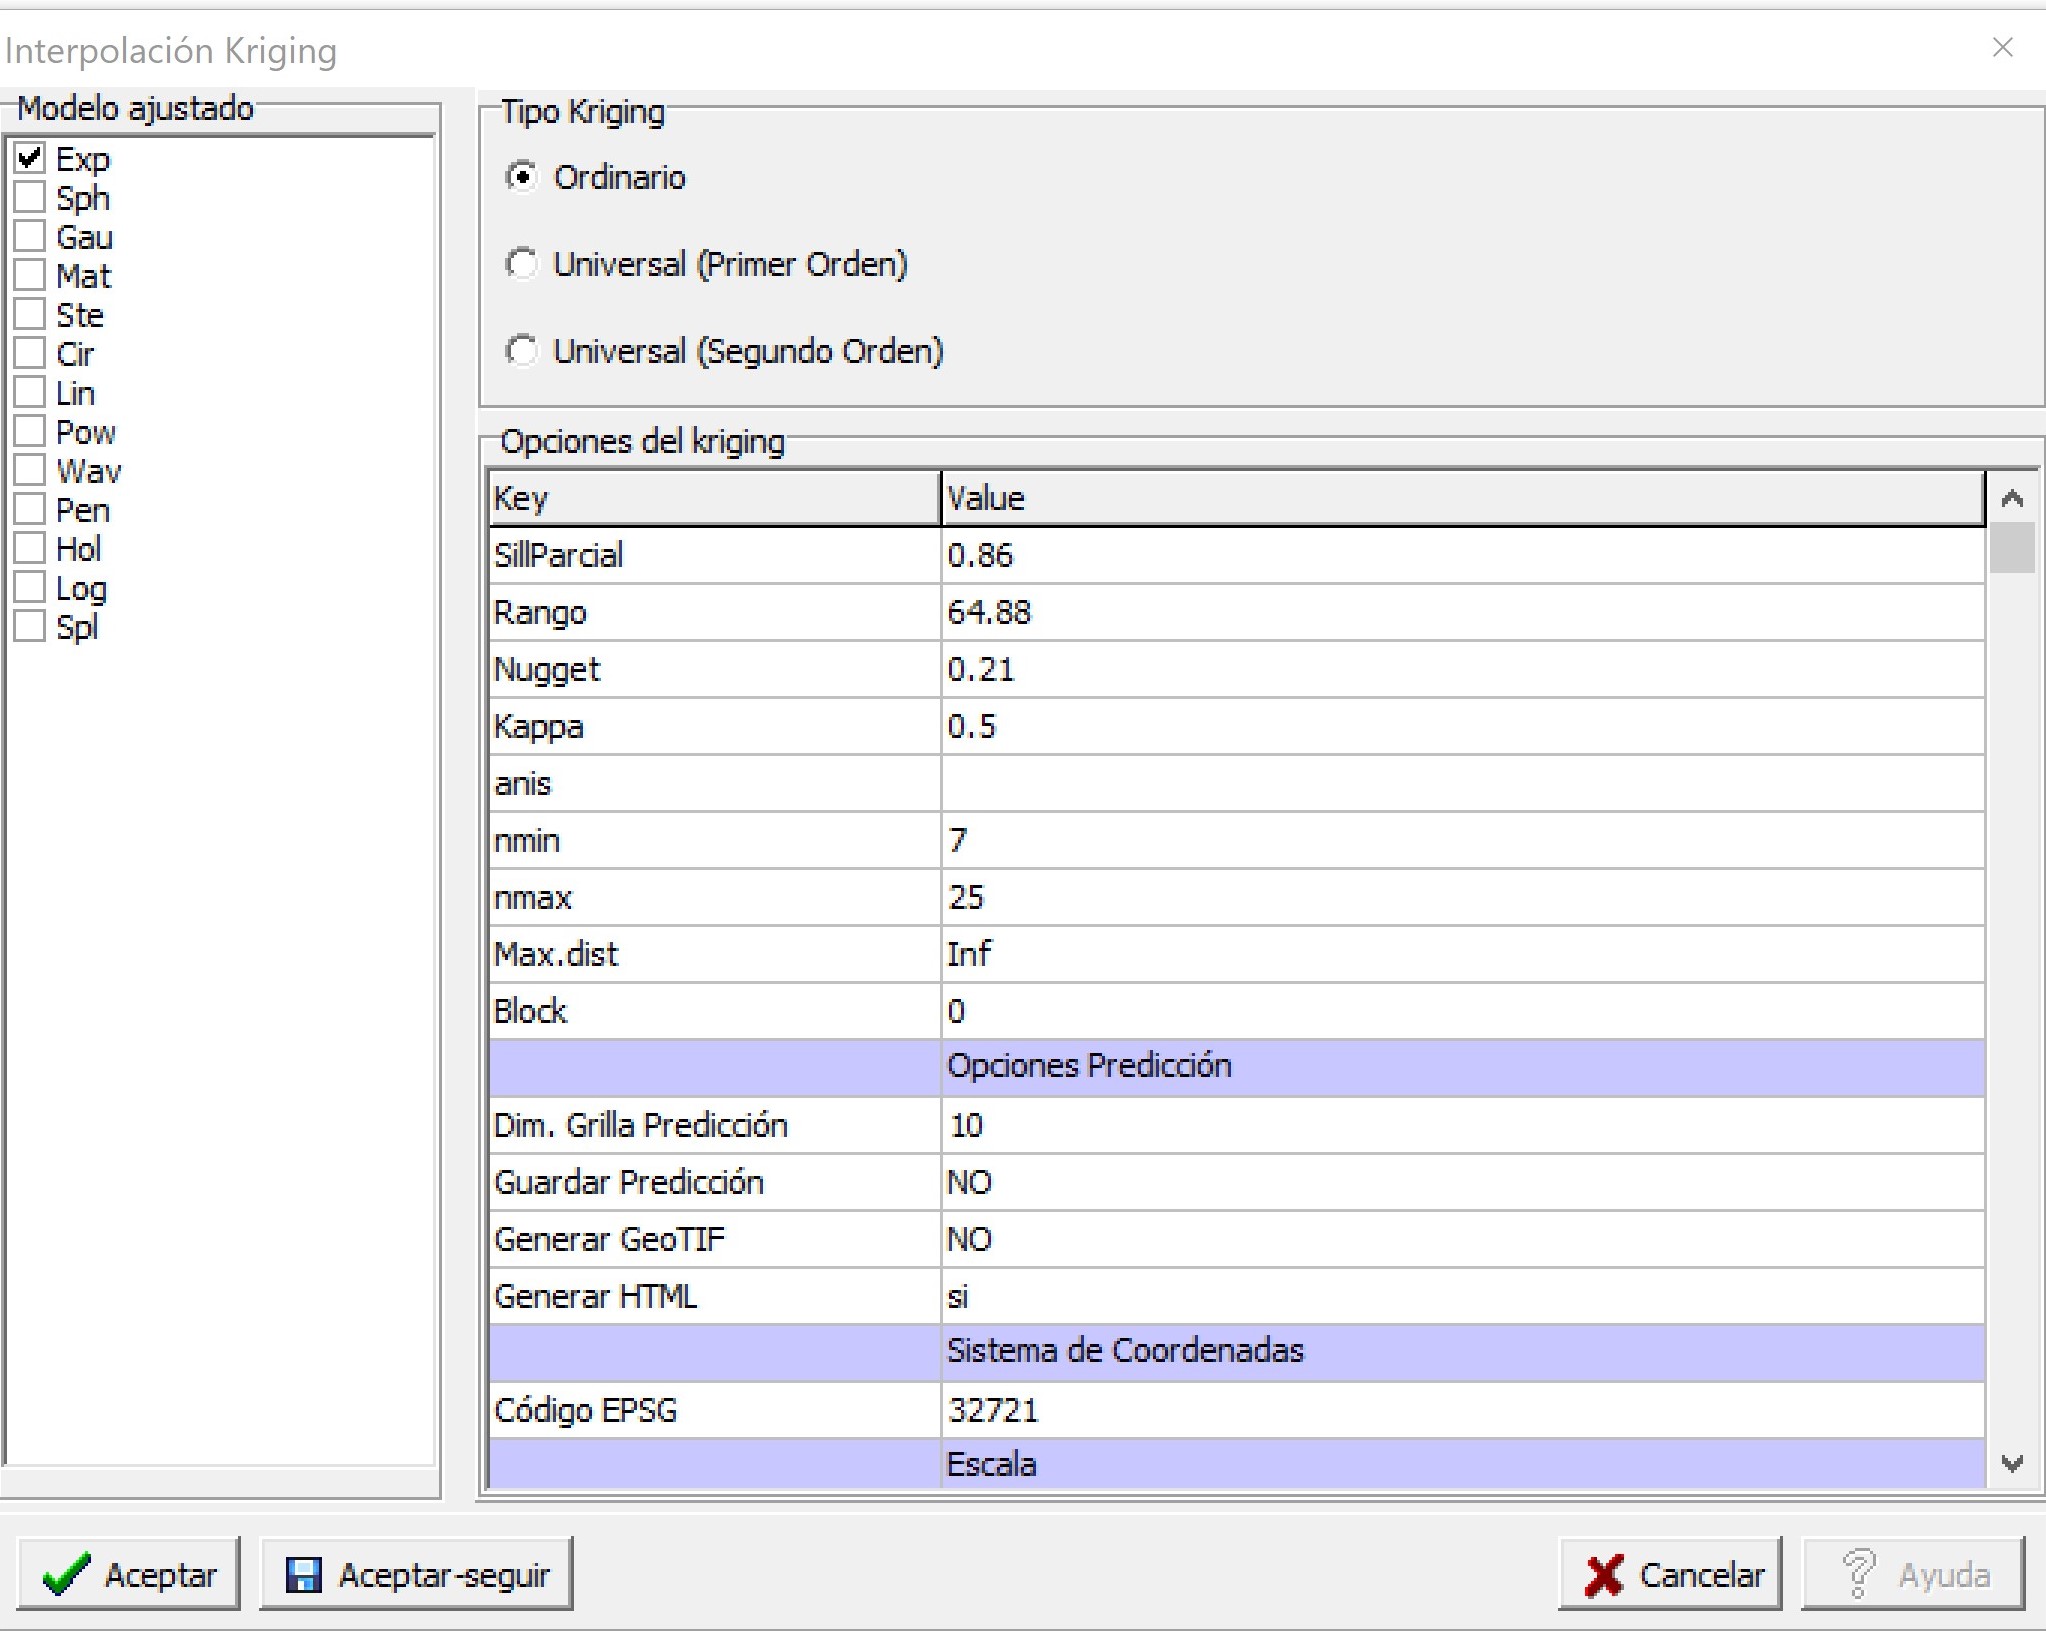 Interpolación Kriging
Modelo ajustado
Exp
Sph
Gau
Mat
Ste
Cir
Lin
Pow
Wav
Pen
Hol
Log
Spl
Tipo Kriging
Ordinario
Universal (Primer Orden)
Universal (Segundo Orden)
Opciones del kriging
Key Value
SillParcial 0.86
Rango 64.88
Nugget 0.21
Kappa 0.5
anis
nmin 7
nmax 25
Max.dist Inf
Block 0
Opciones Predicción
Dim. Grilla Predicción 10
Guardar Predicción NO
Generar GeoTIF NO
Generar HTML si
Sistema de Coordenadas
Código EPSG 32721
Escala
Aceptar Aceptar-seguir Cancelar Ayuda